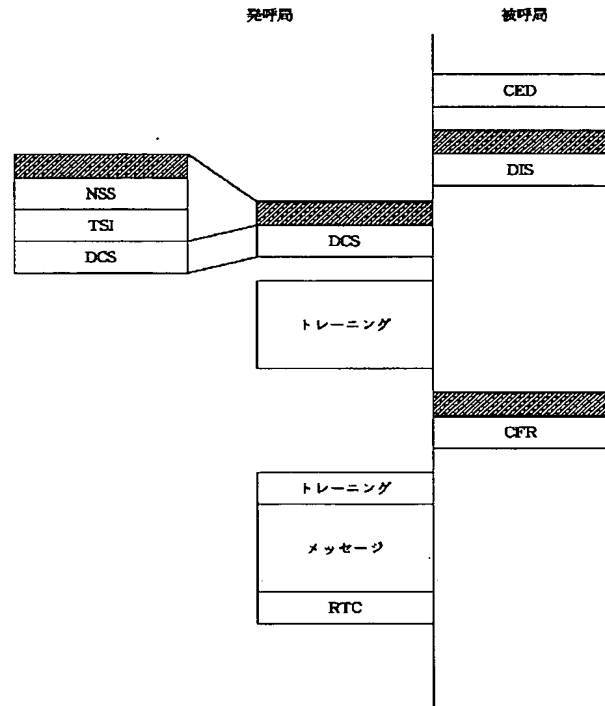 発呼局
被呼局
CED
DIS
NSS
TSI
DCS
DCS
トレーニング
CFR
トレーニング
メッセージ
RTC